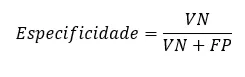 Especificidade = VN / (VN + FP)